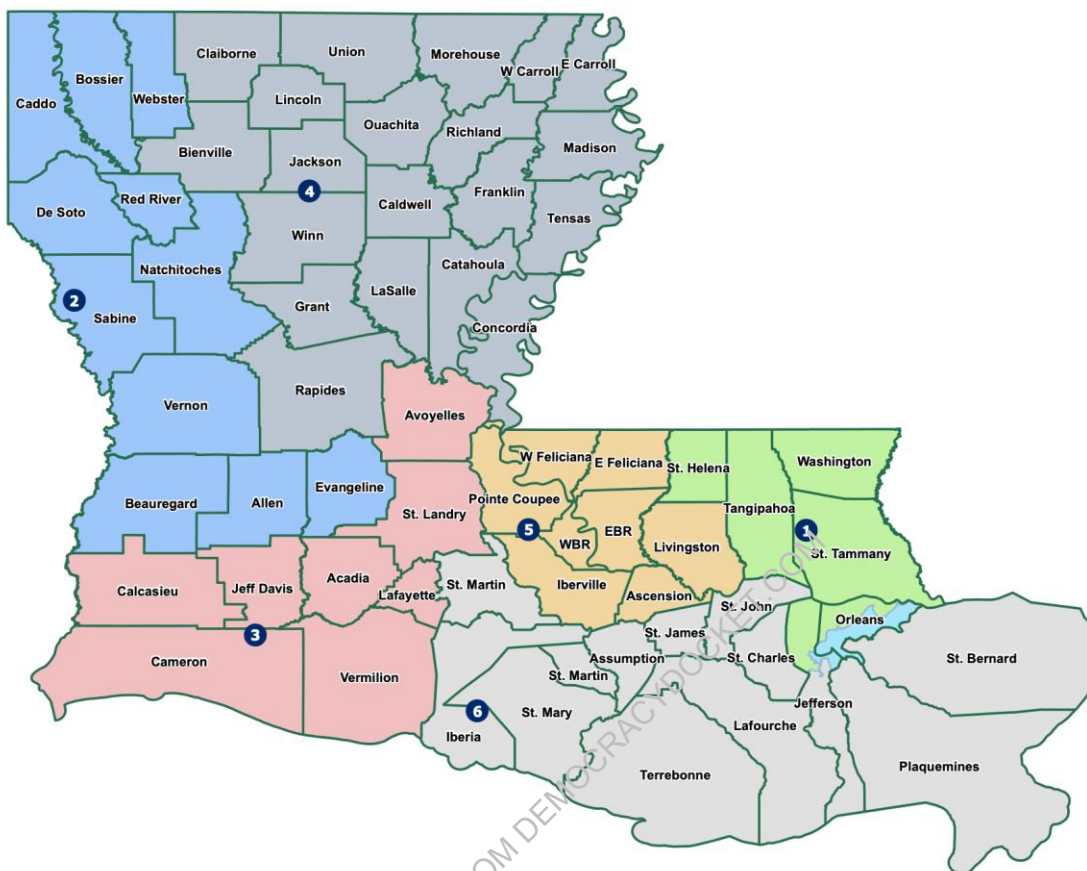 Claiborne
Union
Morehouse
W Carroll
E Carroll
Bossier
Webster
Caddo
Lincoln
Ouachita
Richland
Madison
Bienville
Jackson
4
Franklin
Red River
De Soto
Caldwell
Tensas
Winn
Natchitoches
Catahoula
LaSalle
2
Sabine
Grant
Concordia
Rapides
Vernon
Avoyelles
W Feliciana
E Feliciana
St. Helena
Washington
Evangeline
Pointe Coupee
Beauregard
Allen
St. Landry
Tangipahoa
5
EBR
1
WBR
Livingston
St. Tammany
Acadia
Calcasieu
Jeff Davis
St. Martin
Iberville
Lafayette
Ascension
St. John
Orleans
3
St. James
Cameron
Assumption
St. Charles
St. Bernard
Vermilion
St. Martin
Jefferson
6
St. Mary
Lafourche
Iberia
Plaquemines
Terrebonne
OM DEMOCRACYDOCKET.COM